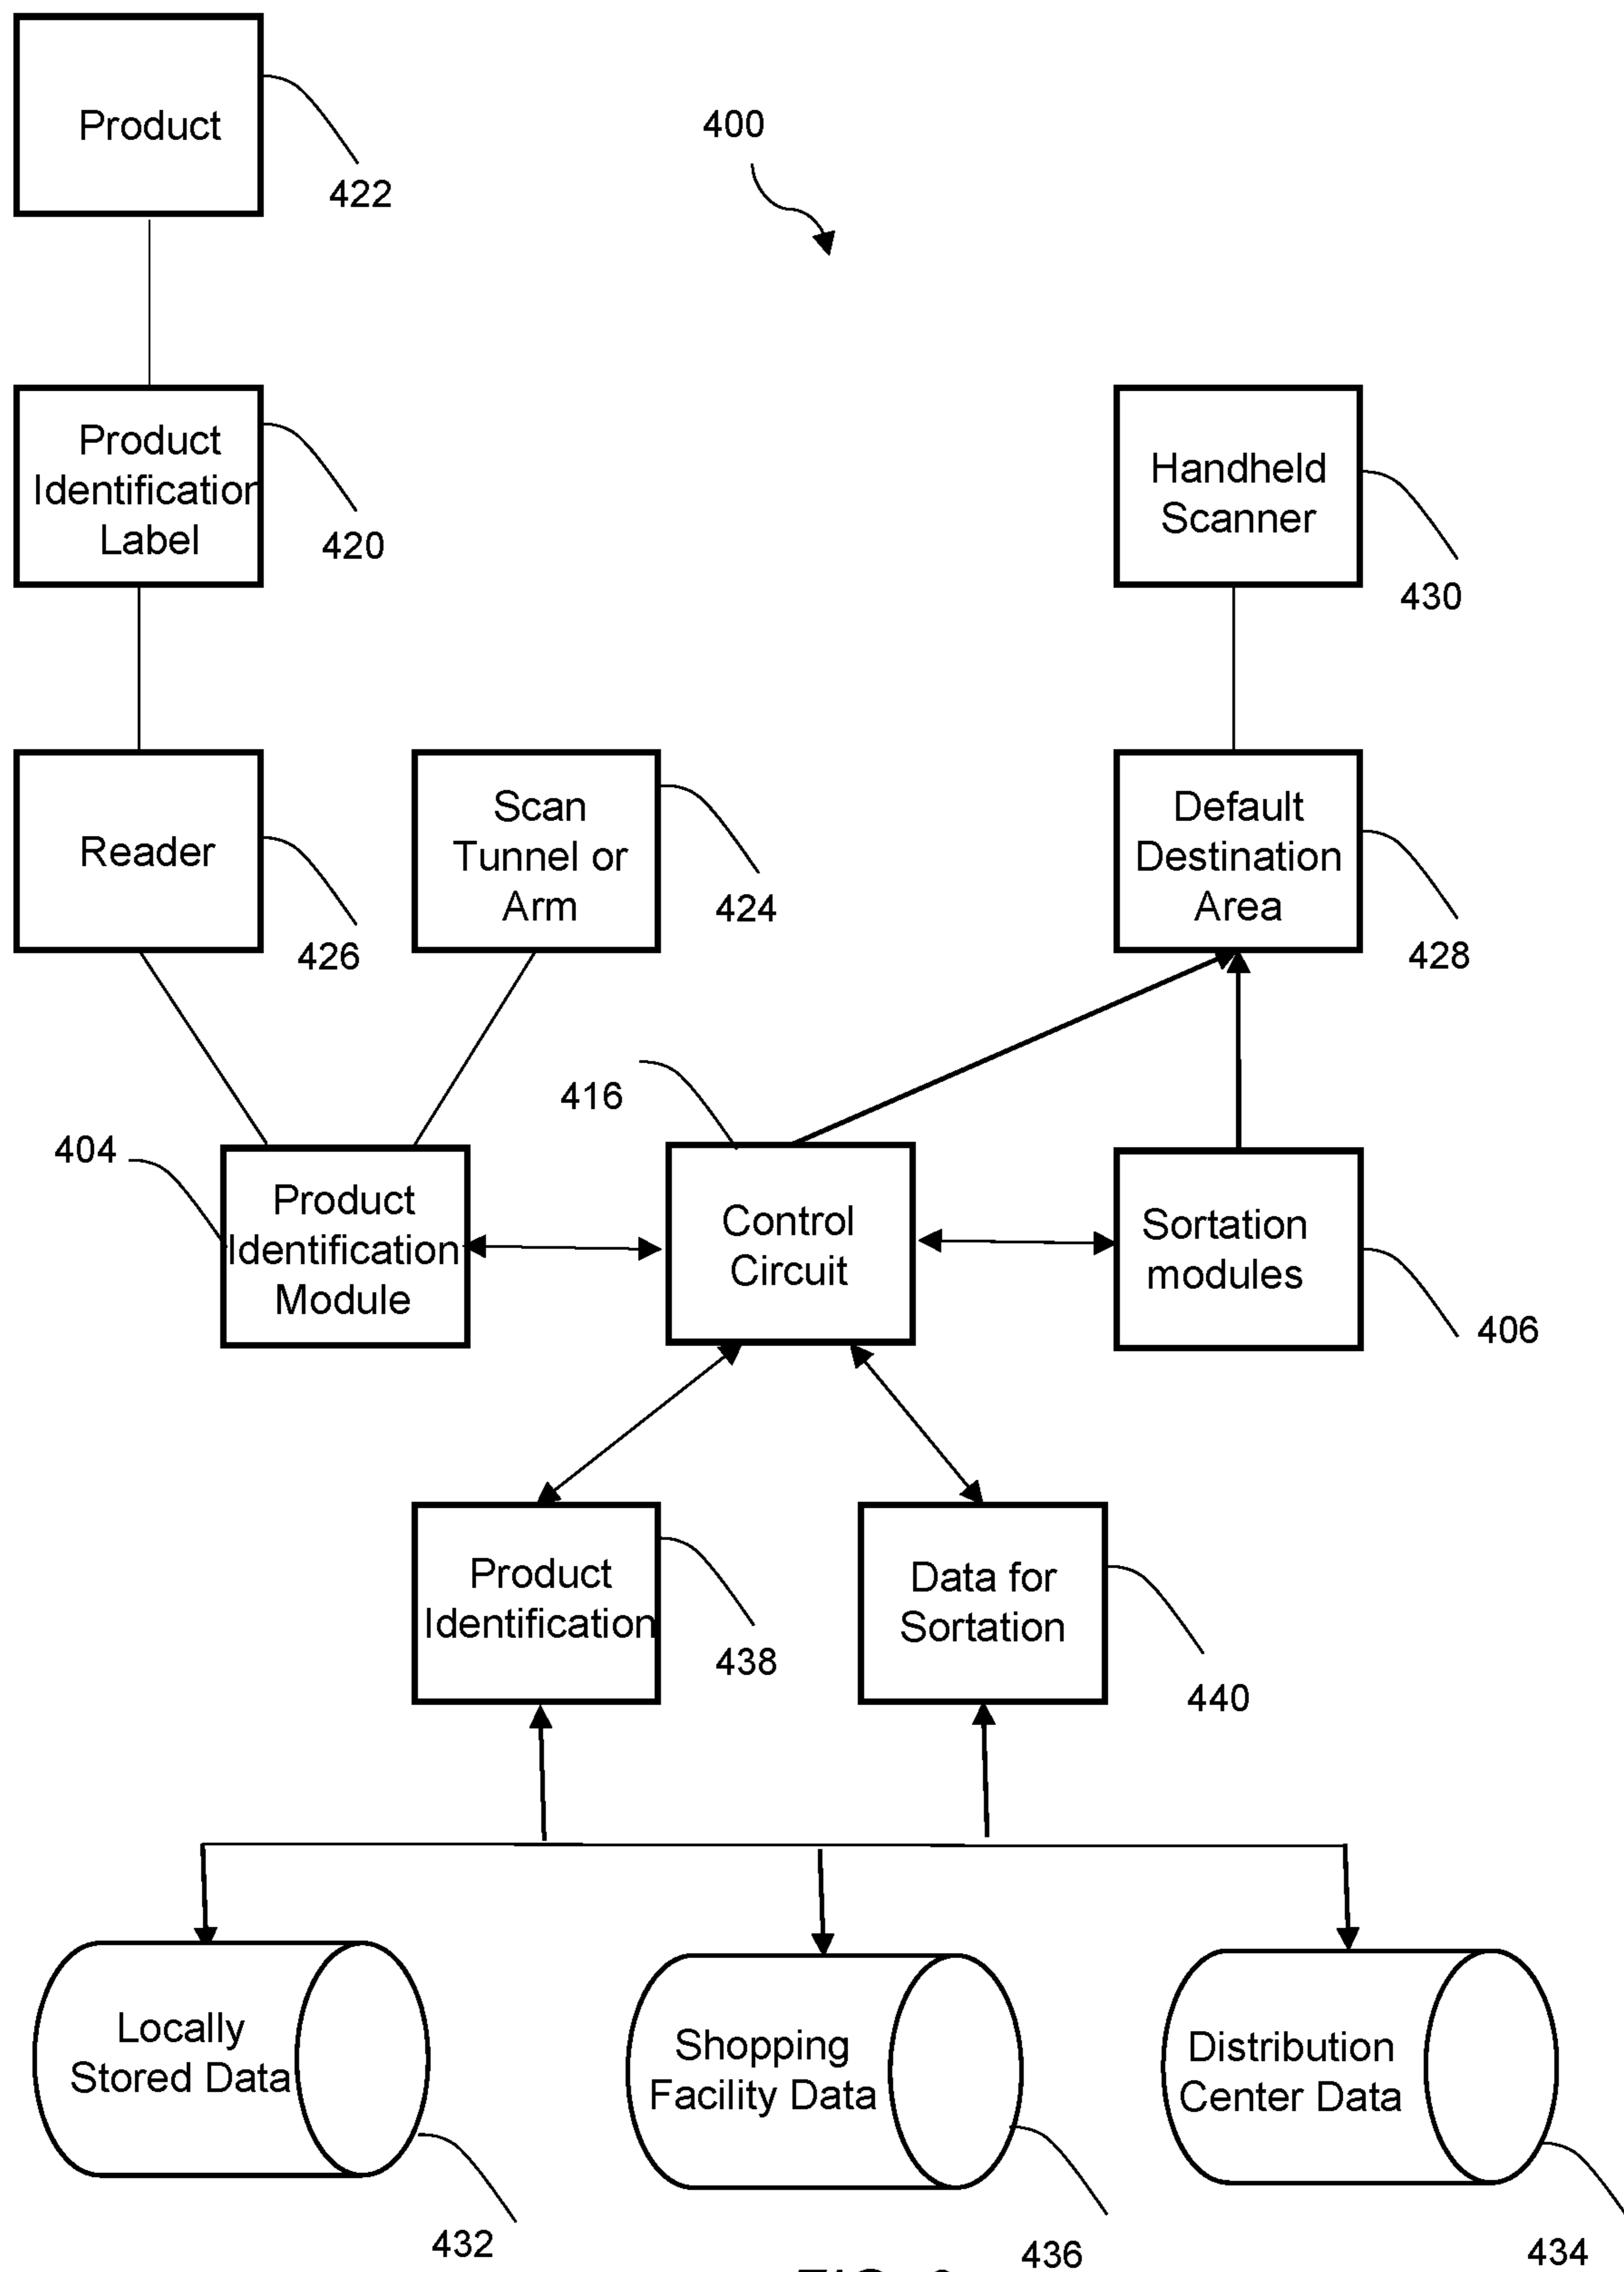 Product
422
400
Product
Identification
Label
420
Handheld
Scanner
430
Reader
426
Scan
Tunnel or
Arm
424
Default
Destination
Area
428
416
404
Product
Identification
Module
Control
Circuit
Sortation
modules
406
Product
Identification
438
Data for
Sortation
440
Locally
Stored Data
432
Shopping
Facility Data
436
Distribution
Center Data
434